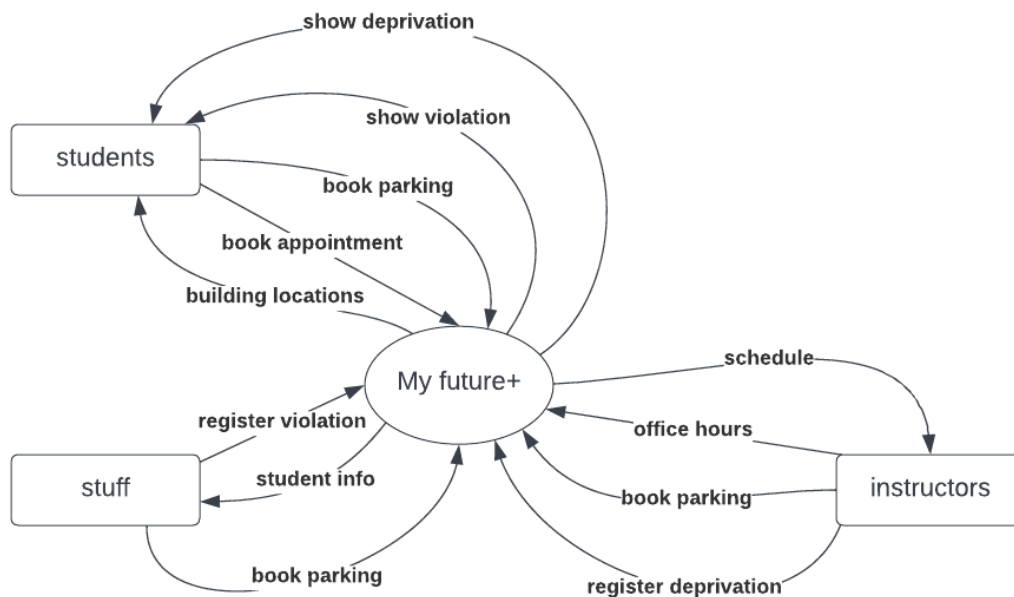 show deprivation
show violation
students
book parking
book appointment
building locations
schedule
My future+
register violation
office hours
student info
stuff
instructors
book parking
book parking
register deprivation